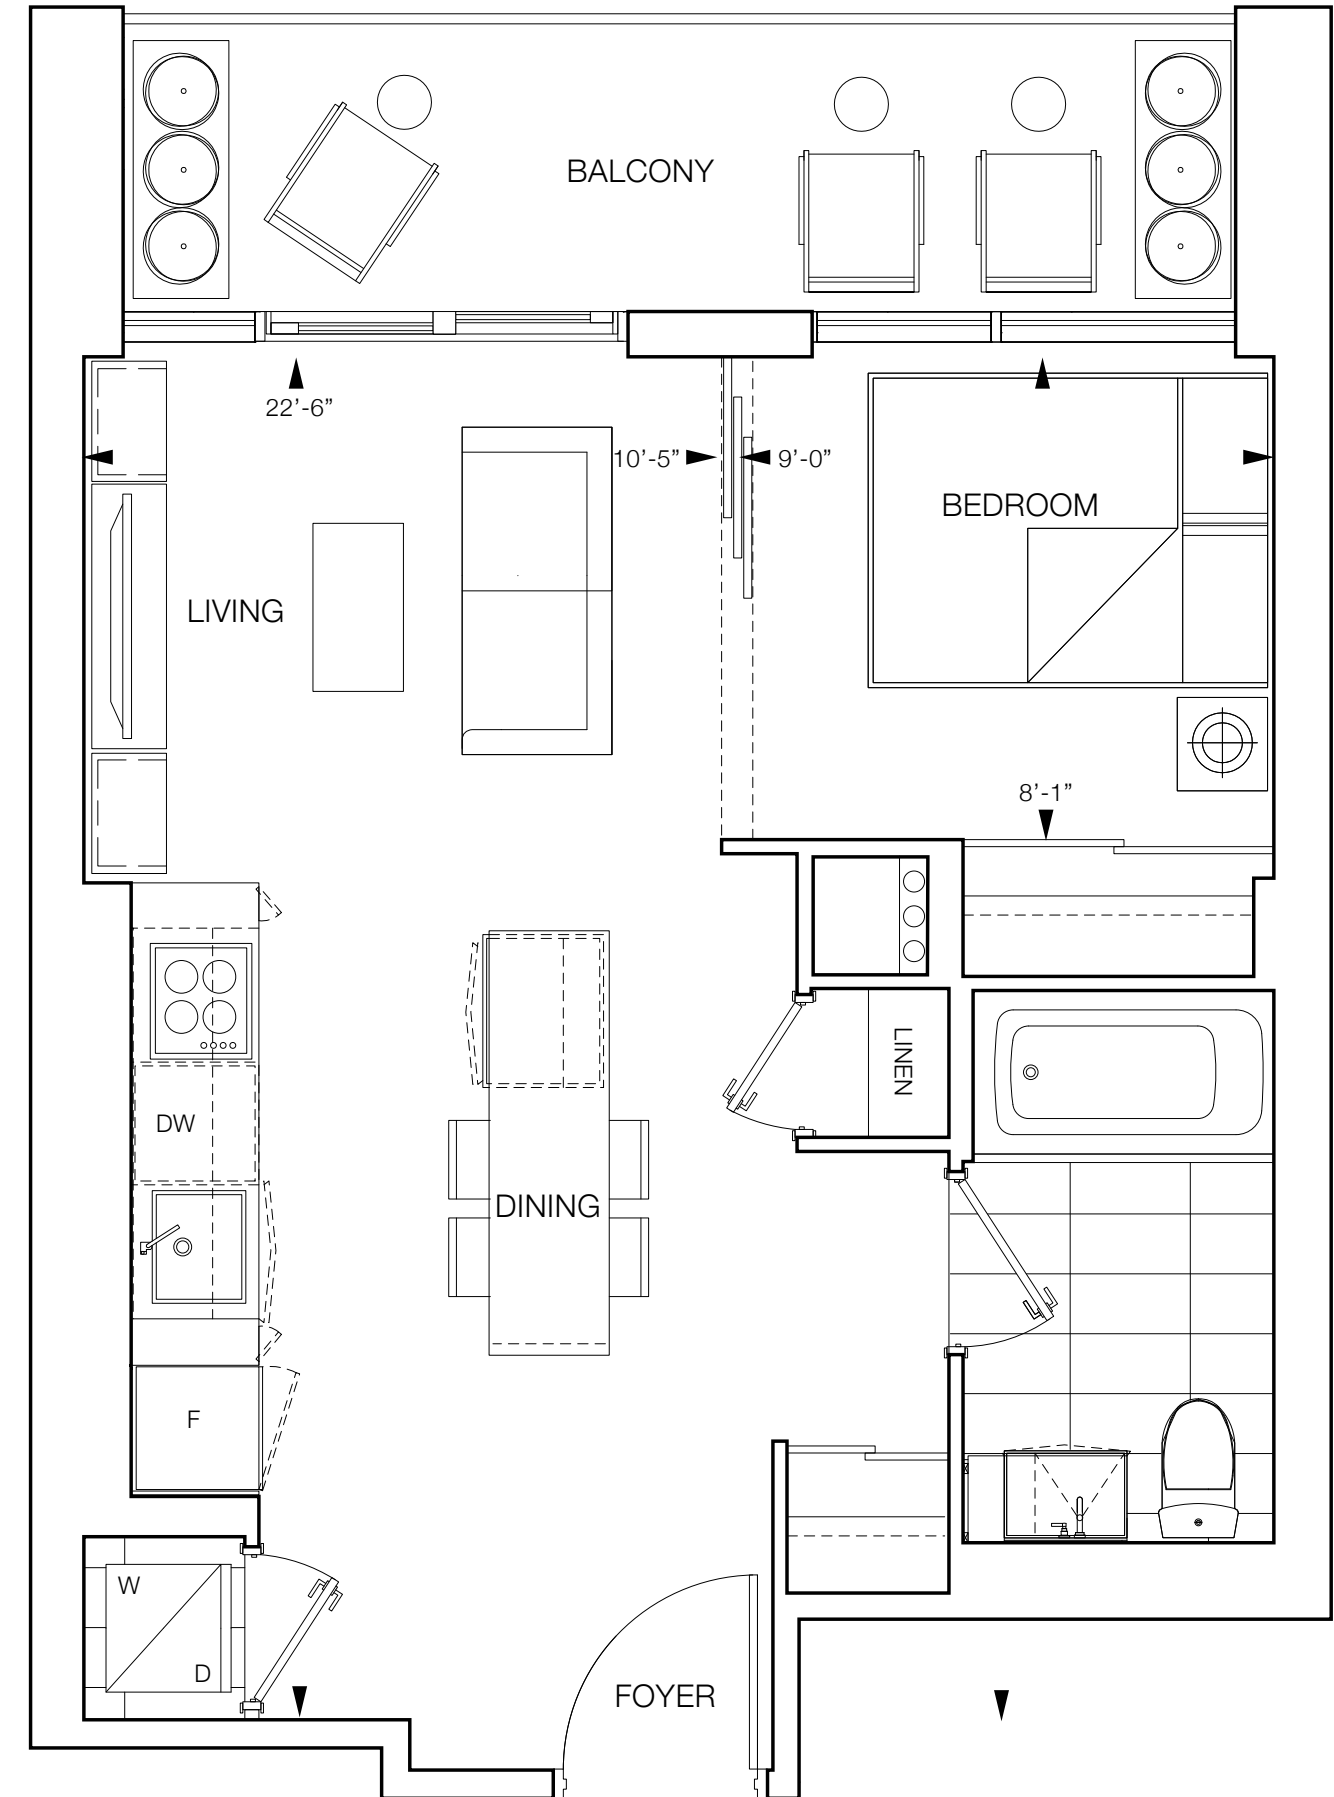 BALCONY
22’-6”
10’-5”
9’-0”
BEDROOM
LIVING
8’-1”
LINEN
DW
DINING
F
W
D
FOYER